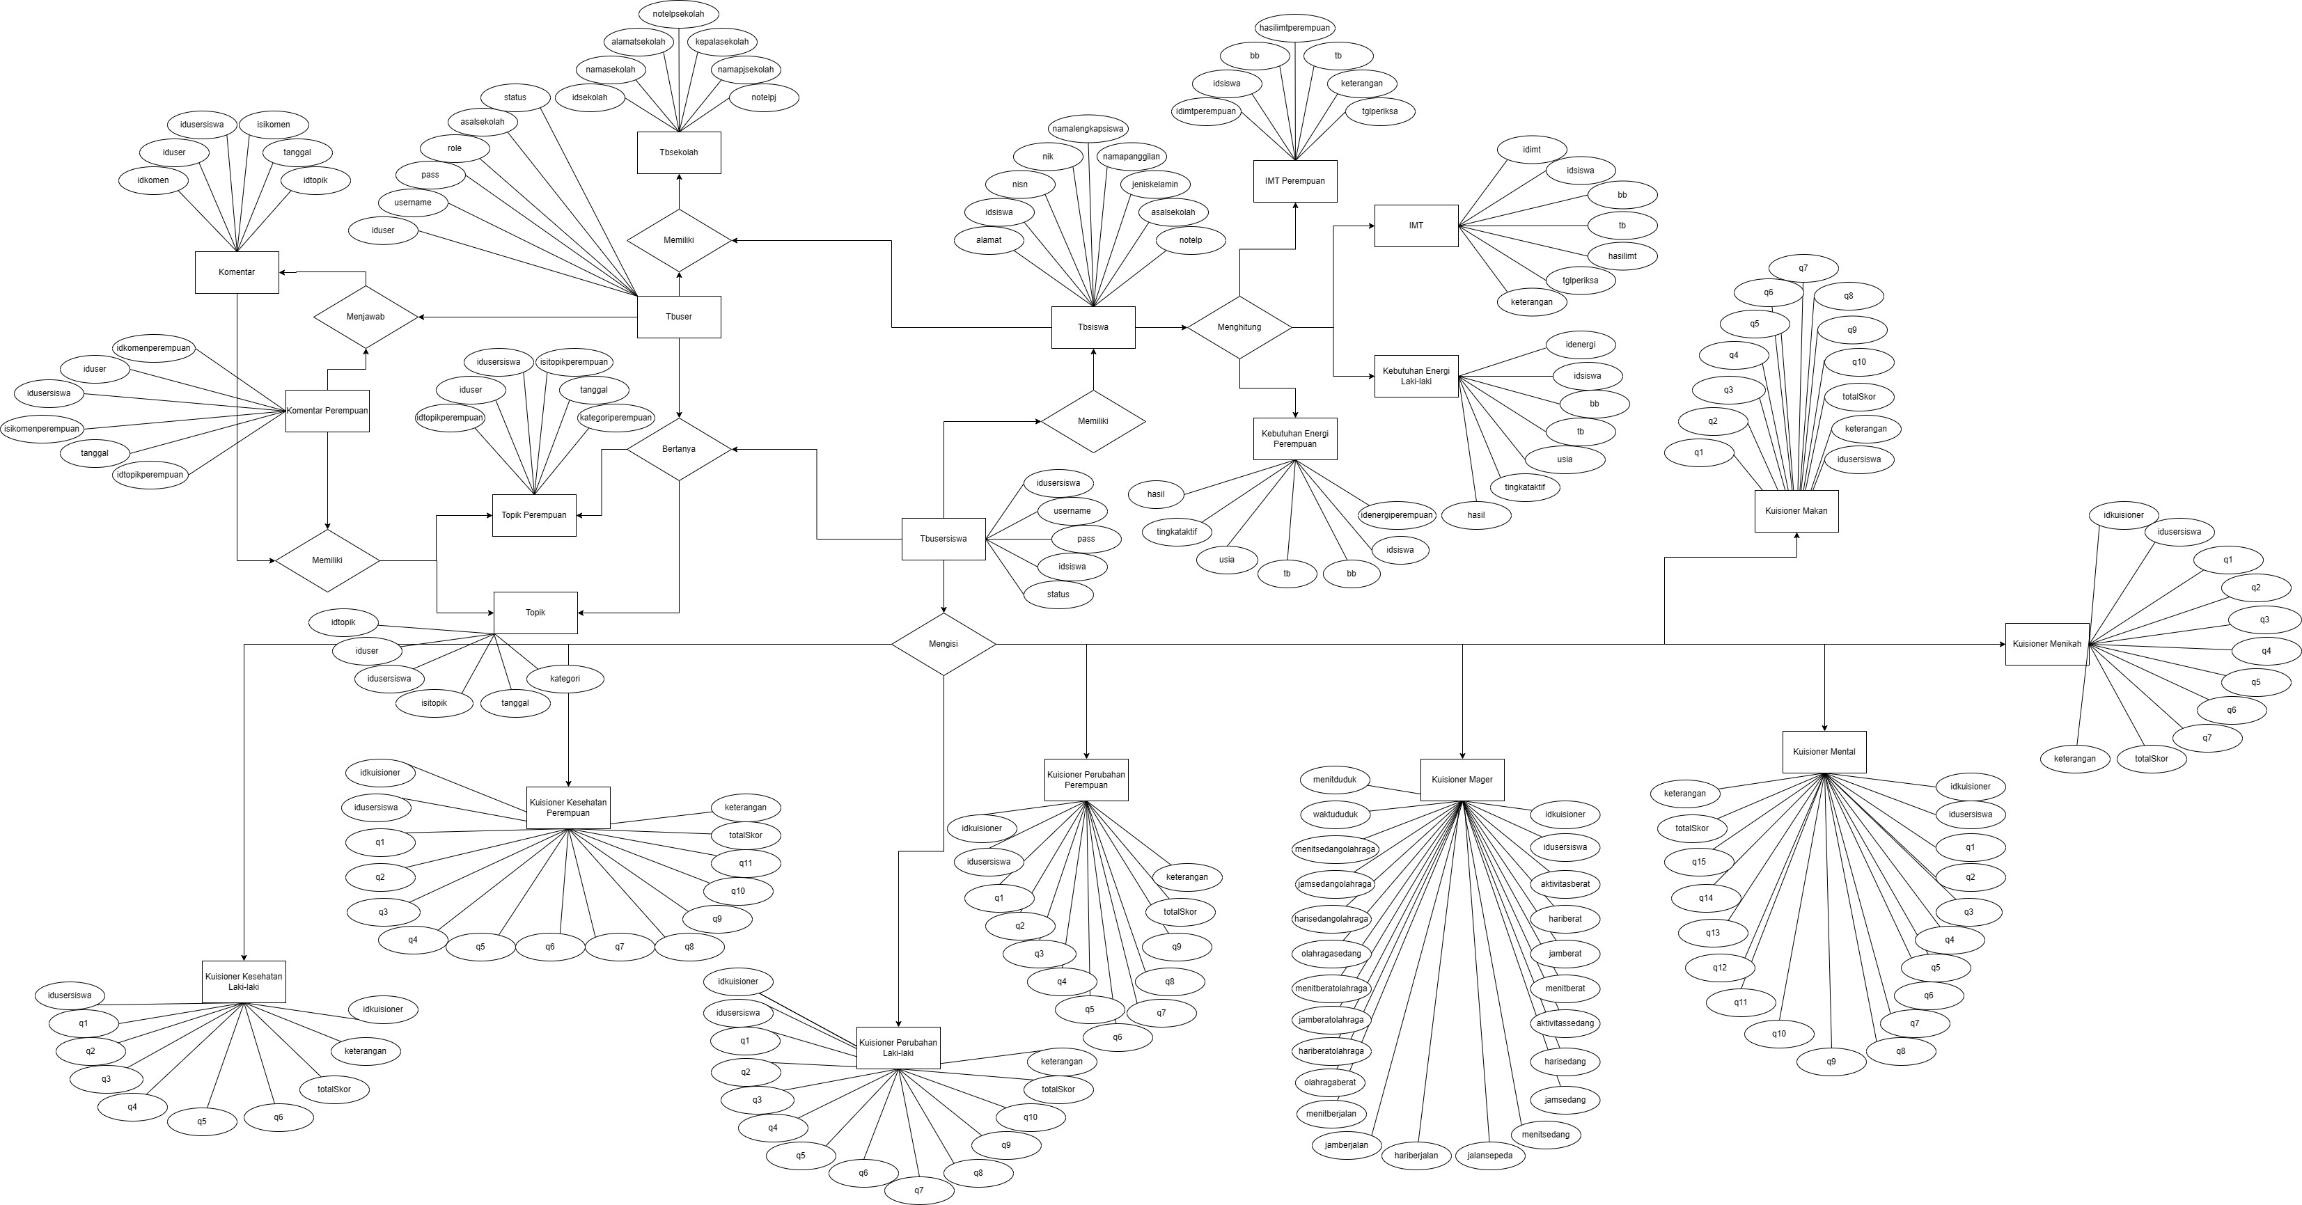 notelpsekolah
alamatsekolah
kepalasekolah
namasekolah
namapjsekolah
idsekolah
notelpj
Tbsekolah
status
asalsekolah
role
pass
username
iduser
Memiliki
Tbuser
idusersiswa
isikomen
iduser
tanggal
idkomen
idtopik
Komentar
Menjawab
idkomenperempuan
iduser
idusersiswa
isikomenperempuan
tanggal
idtopikperempuan
Komentar Perempuan
Memiliki
idusersiswa
isitopikperempuan
iduser
tanggal
idtopikperempuan
kategoriperempuan
Topik Perempuan
Bertanya
Topik
idtopik
iduser
idusersiswa
isitopik
tanggal
kategori
namalengkapsiswa
nik
namapanggilan
nisn
jeniskelamin
idsiswa
asalsekolah
alamat
notelp
Tbsiswa
Memiliki
Menghitung
hasilimtperempuan
bb
tb
idsiswa
keterangan
idimtperempuan
tglperiksa
IMT Perempuan
idimt
idsiswa
bb
tb
hasilimt
tglperiksa
keterangan
IMT
Kebutuhan Energi
Laki-laki
idenergi
idsiswa
bb
tb
usia
tingkataktif
hasil
Kebutuhan Energi
Perempuan
hasil
tingkataktif
usia
tb
bb
idsiswa
idenergiperempuan
Tbusersiswa
idusersiswa
username
pass
idsiswa
status
Mengisi
q7
q6
q8
q5
q9
q4
q10
q3
totalSkor
q2
keterangan
q1
idusersiswa
Kuisioner Makan
Kuisioner Menikah
idkuisioner
idusersiswa
q1
q2
q3
q4
q5
q6
q7
totalSkor
keterangan
Kuisioner Kesehatan
Perempuan
idkuisioner
idusersiswa
q1
q2
q3
q4
q5
q6
q7
q8
q9
q10
q11
totalSkor
keterangan
Kuisioner Kesehatan
Laki-laki
idusersiswa
q1
q2
q3
q4
q5
q6
totalSkor
keterangan
idkuisioner
Kuisioner Perubahan
Laki-laki
idkuisioner
idusersiswa
q1
q2
q3
q4
q5
q6
q7
q8
q9
q10
totalSkor
keterangan
Kuisioner Perubahan
Perempuan
idkuisioner
idusersiswa
q1
q2
q3
q4
q5
q6
q7
q8
q9
totalSkor
keterangan
Kuisioner Mager
menitduduk
waktududuk
menitsedangolahraga
jamsedangolahraga
harisedangolahraga
olahragasedang
menitberatolahraga
jamberatolahraga
hariberatolahraga
olahragaberat
menitberjalan
jamberjalan
hariberjalan
jalansepeda
menitsedang
jamsedang
harisedang
aktivitassedang
menitberat
jamberat
hariberat
aktivitasberat
idusersiswa
idkuisioner
Kuisioner Mental
keterangan
totalSkor
q15
q14
q13
q12
q11
q10
q9
q8
q7
q6
q5
q4
q3
q2
q1
idusersiswa
idkuisioner